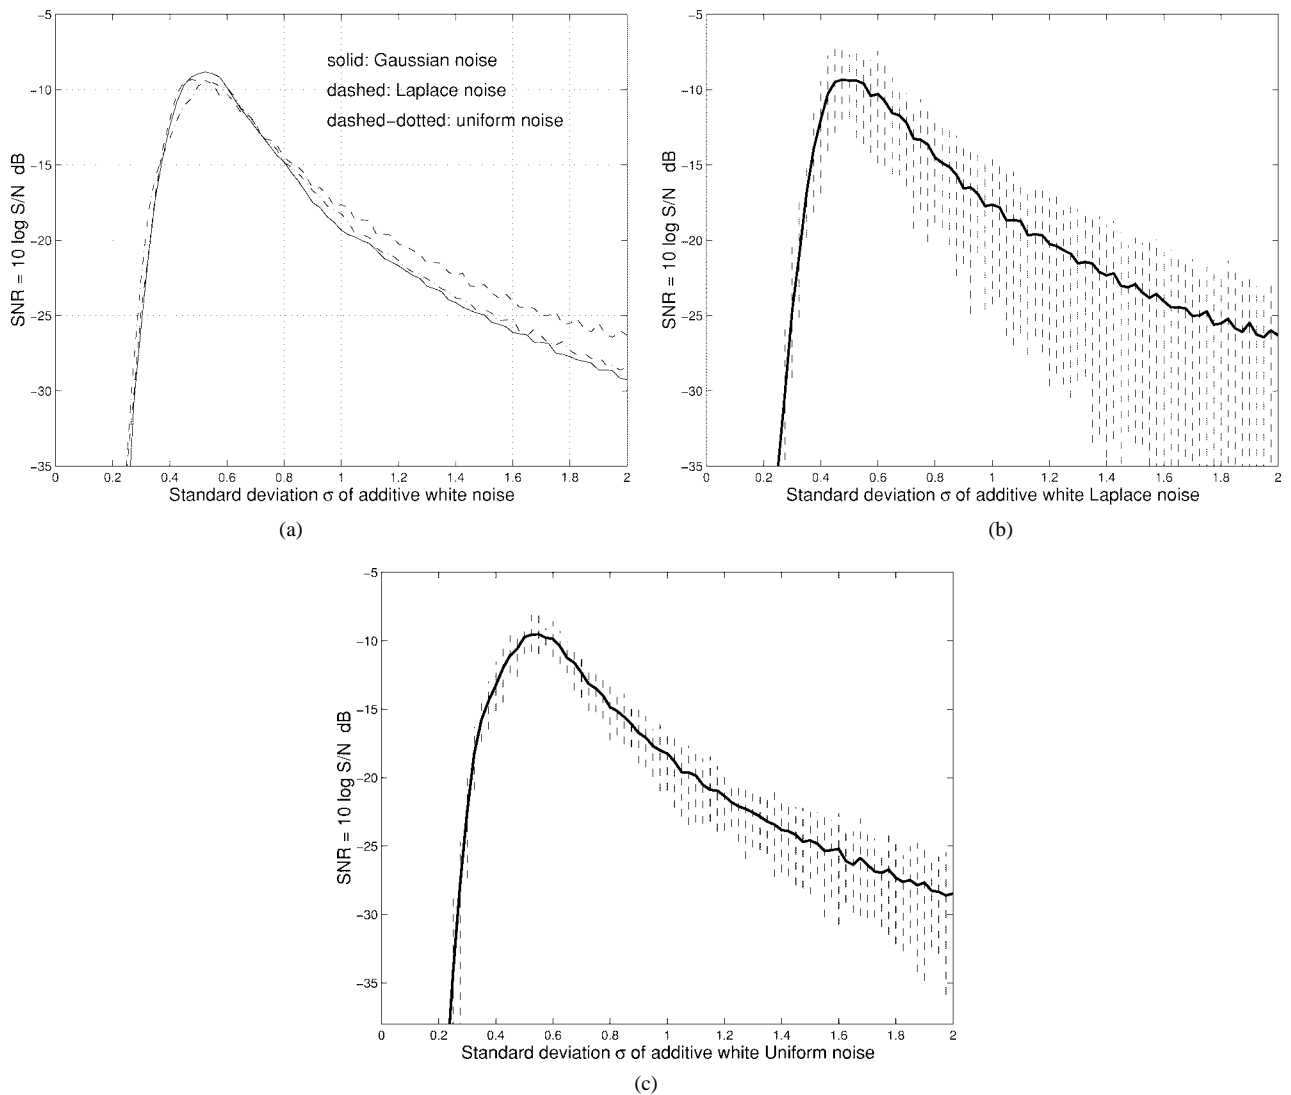 −5
−10
−15
−20
−25
−30
−35
SNR = 10 log S/N dB
solid: Gaussian noise
dashed: Laplace noise
dashed−dotted: uniform noise
0 0.2 0.4 0.6 0.8 1 1.2 1.4 1.6 1.8 2
Standard deviation σ of additive white noise
(a)
−5
−10
−15
−20
−25
−30
−35
SNR = 10 log S/N dB
0 0.2 0.4 0.6 0.8 1 1.2 1.4 1.6 1.8 2
Standard deviation σ of additive white Laplace noise
(b)
−5
−10
−15
−20
−25
−30
−35
SNR = 10 log S/N dB
0 0.2 0.4 0.6 0.8 1 1.2 1.4 1.6 1.8 2
Standard deviation σ of additive white Uniform noise
(c)